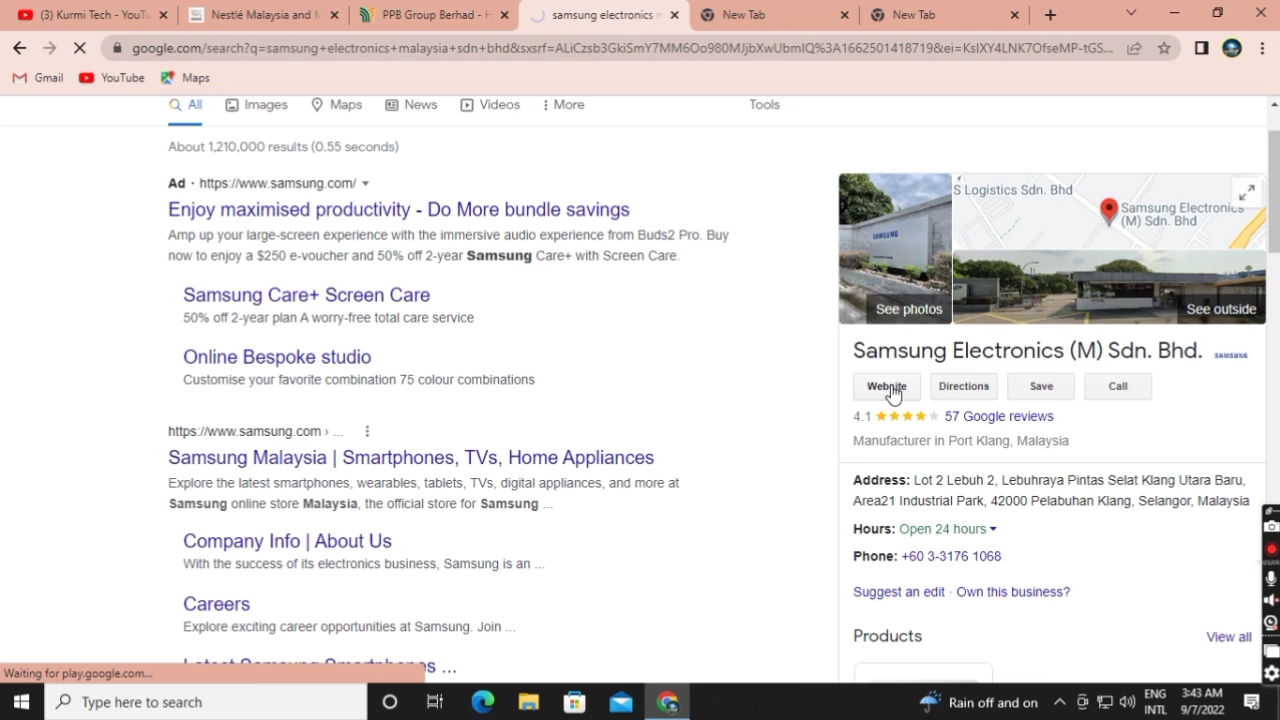 (3) Kurmi Tech - YouTu
Nestlé Malaysia and M
PPB Group Berhad - H
samsung electronics m
New Tab
New Tab
google.com/search?q=samsung+electronics+malaysia+sdn+bhd&sxsrf=ALiCzsb3GkiSmY7MM6Oo980MJjbXwUbmIQ%3A1662501418719&ei=KsIXY4LNK7OfseMP-tGS...
Gmail
YouTube
Maps
All
Images
Maps
News
Videos
More
Tools
About 1,210,000 results (0.55 seconds)
Ad · https://www.samsung.com/
Enjoy maximised productivity - Do More bundle savings
Amp up your large-screen experience with the immersive audio experience from Buds2 Pro. Buy
now to enjoy a $250 e-voucher and 50% off 2-year Samsung Care+ with Screen Care.
Samsung Care+ Screen Care
50% off 2-year plan A worry-free total care service
Online Bespoke studio
Customise your favorite combination 75 colour combinations
https://www.samsung.com › ...
Samsung Malaysia | Smartphones, TVs, Home Appliances
Explore the latest smartphones, wearables, tablets, TVs, digital appliances, and more at
Samsung online store Malaysia, the official store for Samsung ...
Company Info | About Us
With the success of its electronics business, Samsung is an ...
Careers
Explore exciting career opportunities at Samsung. Join ...
Latest Samsung Smartphones ...
SAMSUNG
See photos
S Logistics Sdn. Bhd
Samsung Electronics
(M) Sdn. Bhd
See outside
Samsung Electronics (M) Sdn. Bhd.
SAMSUNG
Website
Directions
Save
Call
4.1
57 Google reviews
Manufacturer in Port Klang, Malaysia
Address: Lot 2 Lebuh 2, Lebuhraya Pintas Selat Klang Utara Baru,
Area21 Industrial Park, 42000 Pelabuhan Klang, Selangor, Malaysia
Hours: Open 24 hours
Phone: +60 3-3176 1068
Suggest an edit · Own this business?
Products
View all
Waiting for play.google.com...
Type here to search
Rain off and on
ENG
INTL
3:43 AM
9/7/2022